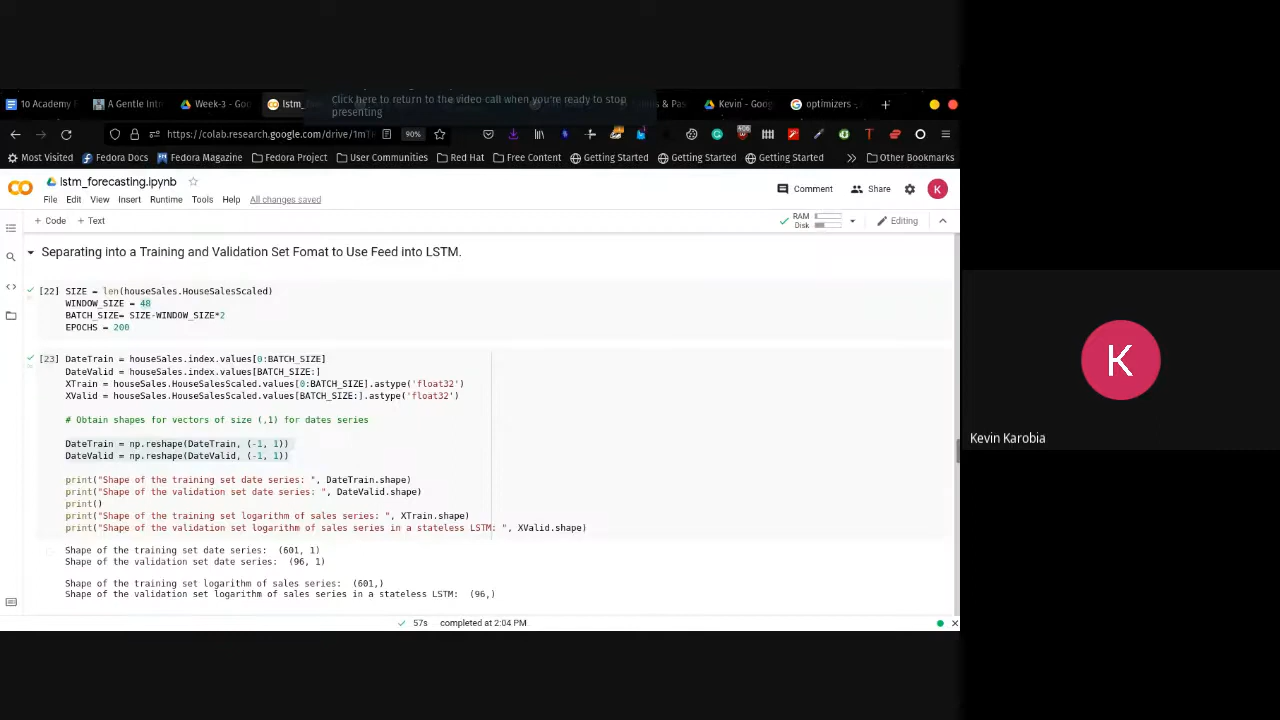 10 Academy
A Gentle Int
Week-3 - Goo
lstm_
Click here to return to the video call when you're ready to stop
presenting
& Pas
Kevin - Goog
optimizers -
https://colab.research.google.com/drive/1mT
90%
Most Visited
Fedora Docs
Fedora Magazine
Fedora Project
User Communities
Red Hat
Free Content
Getting Started
Getting Started
Getting Started
Other Bookmarks
lstm_forecasting.ipynb
Comment
Share
K
File Edit View Insert Runtime Tools Help All changes saved
+ Code + Text
RAM
Disk
Editing
Separating into a Training and Validation Set Fomat to Use Feed into LSTM.
[22] SIZE = len(houseSales.HouseSalesScaled)
WINDOW_SIZE = 48
BATCH_SIZE= SIZE-WINDOW_SIZE*2
EPOCHS = 200
[23] DateTrain = houseSales.index.values[0:BATCH_SIZE]
DateValid = houseSales.index.values[BATCH_SIZE:]
XTrain = houseSales.HouseSalesScaled.values[0:BATCH_SIZE].astype('float32')
XValid = houseSales.HouseSalesScaled.values[BATCH_SIZE:].astype('float32')
# Obtain shapes for vectors of size (,1) for dates series
DateTrain = np.reshape(DateTrain, (-1, 1))
DateValid = np.reshape(DateValid, (-1, 1))
print("Shape of the training set date series: ", DateTrain.shape)
print("Shape of the validation set date series: ", DateValid.shape)
print()
print("Shape of the training set logarithm of sales series: ", XTrain.shape)
print("Shape of the validation set logarithm of sales series in a stateless LSTM: ", XValid.shape)
Shape of the training set date series:  (601, 1)
Shape of the validation set date series:  (96, 1)
Shape of the training set logarithm of sales series:  (601,)
Shape of the validation set logarithm of sales series in a stateless LSTM:  (96,)
57s completed at 2:04 PM
K
Kevin Karobia